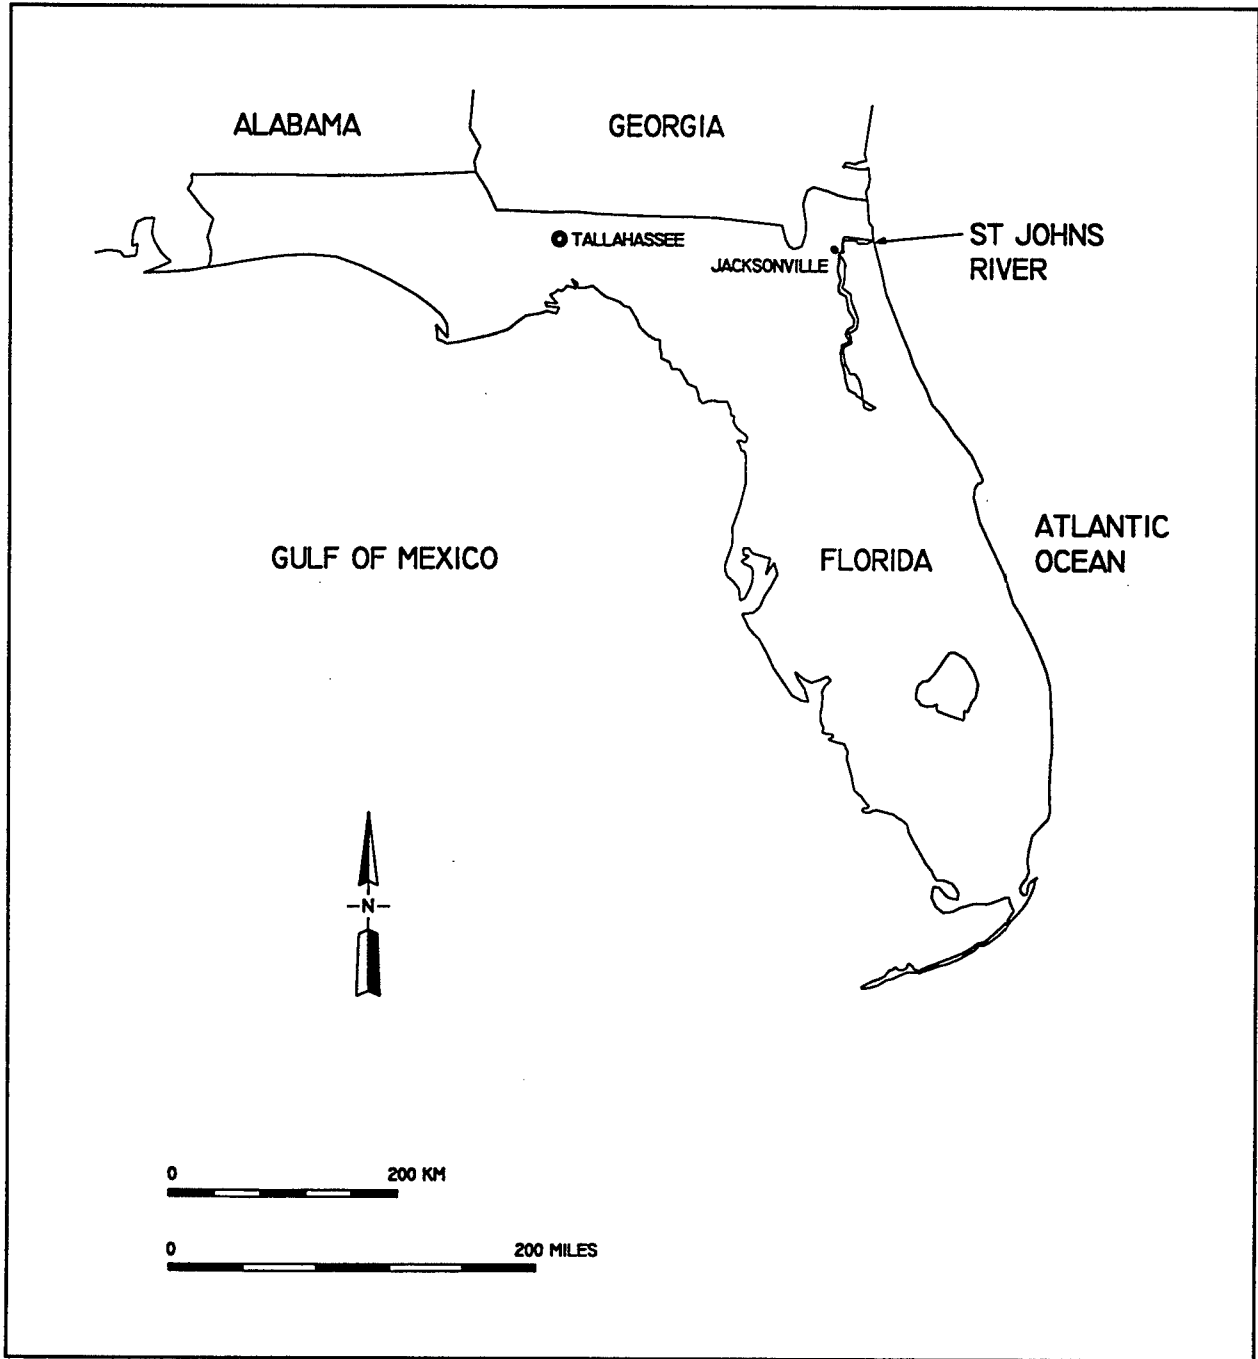 ALABAMA
GEORGIA
TALLAHASSEE
JACKSONVILLE
ST JOHNS
RIVER
GULF OF MEXICO
FLORIDA
ATLANTIC
OCEAN
N
0 200 KM
0 200 MILES